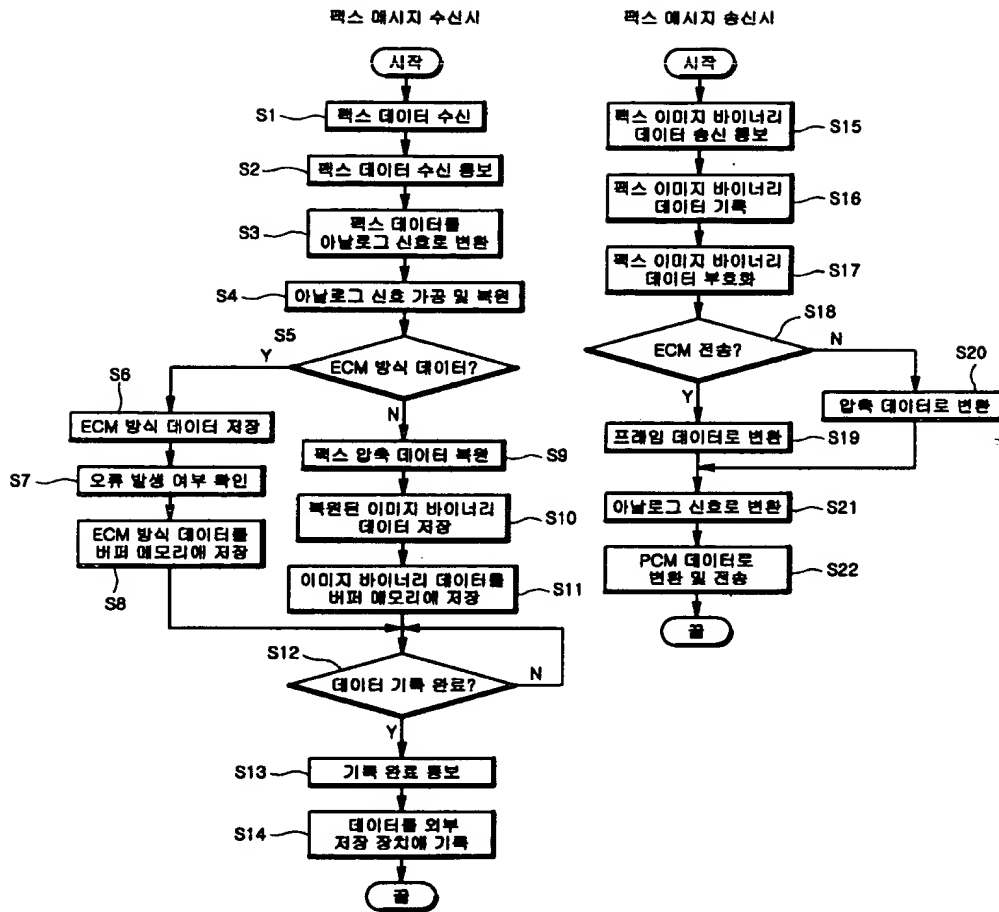 팩스 메시지 수신시
시작
S1
팩스 데이터 수신
S2
팩스 데이터 수신 통보
S3
팩스 데이터를
아날로그 신호로 변환
S4
아날로그 신호 가공 및 복원
S5
ECM 방식 데이터?
Y
N
S6
ECM 방식 데이터 저장
S7
오류 발생 여부 확인
ECM 방식 데이터를
버퍼 메모리에 저장
S8
팩스 압축 데이터 복원
S9
복원된 이미지 바이너리
데이터 저장
S10
이미지 바이너리 데이터를
버퍼 메모리에 저장
S11
S12
데이터 기록 완료?
N
Y
S13
기록 완료 통보
S14
데이터를 외부
저장 장치에 기록
끝
팩스 메시지 송신시
시작
팩스 이미지 바이너리
데이터 송신 통보
S15
팩스 이미지 바이너리
데이터 기록
S16
팩스 이미지 바이너리
데이터 부호화
S17
S18
ECM 전송?
N
Y
S20
압축 데이터로 변환
프레임 데이터로 변환
S19
아날로그 신호로 변환
S21
PCM 데이터로
변환 및 전송
S22
끝